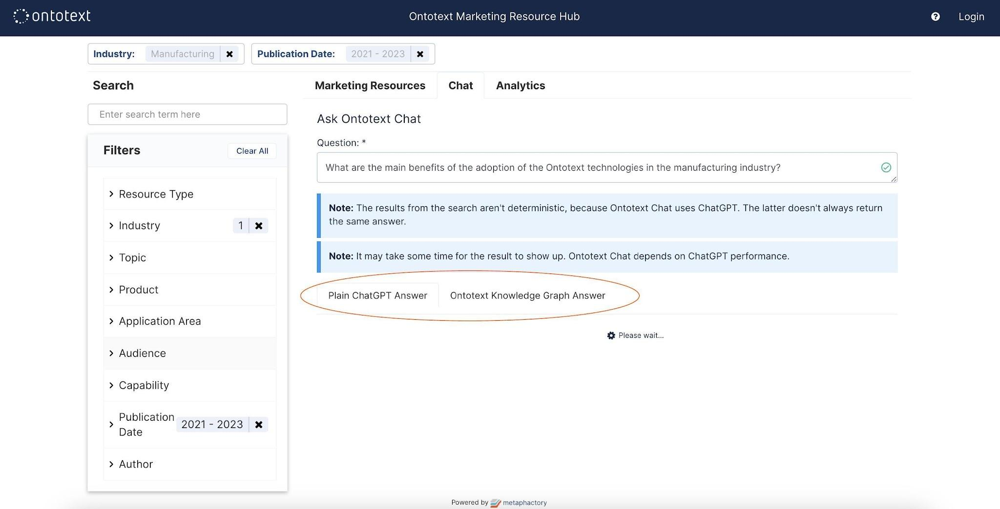 ontotext
Ontotext Marketing Resource Hub
Login
Industry: Manufacturing
Publication Date: 2021 - 2023
Search
Enter search term here
Filters
Clear All
Resource Type
Industry 1
Topic
Product
Application Area
Audience
Capability
Publication
Date
2021 - 2023
Author
Marketing Resources
Chat
Analytics
Ask Ontotext Chat
Question: *
What are the main benefits of the adoption of the Ontotext technologies in the manufacturing industry?
Note: The results from the search aren't deterministic, because Ontotext Chat uses ChatGPT. The latter doesn't always return
the same answer.
Note: It may take some time for the result to show up. Ontotext Chat depends on ChatGPT performance.
Plain ChatGPT Answer
Ontotext Knowledge Graph Answer
Please wait...
Powered by metaphactory